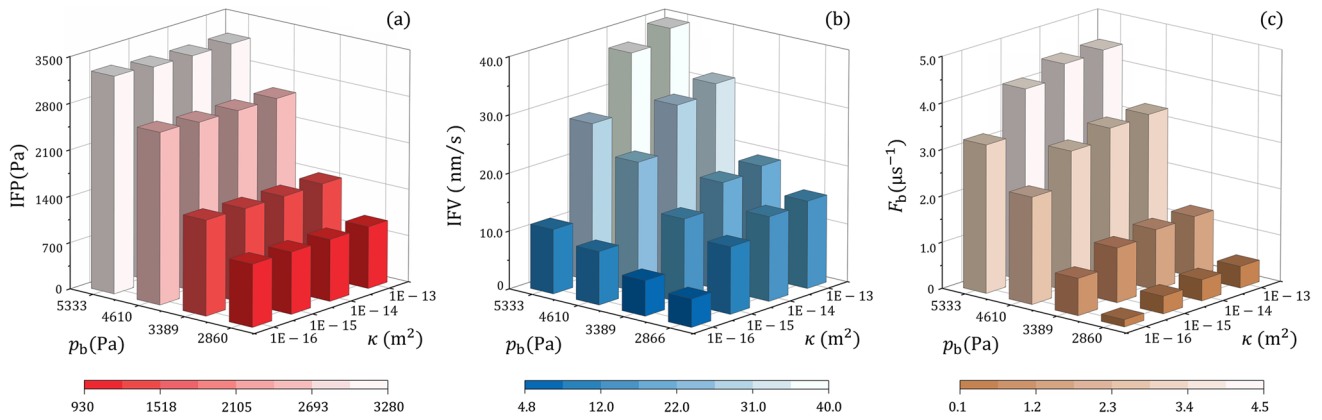 (a)
3500
2800
2100
1400
700
0
IFP(Pa)
5333
4610
3389
2860
p_b(Pa)
1E − 16
1E − 15
1E − 14
1E − 13
κ (m²)
930 1518 2105 2693 3280
(b)
40.0
30.0
20.0
10.0
0
IFV ( nm/s )
5333
4610
3389
2866
p_b(Pa)
1E − 16
1E − 15
1E − 14
1E − 13
κ (m²)
4.8 12.0 22.0 31.0 40.0
(c)
5.0
4.0
3.0
2.0
1.0
0
F_b(μs⁻¹)
5333
4610
3389
2860
p_b(Pa)
1E − 16
1E − 15
1E − 14
1E − 13
κ (m²)
0.1 1.2 2.3 3.4 4.5